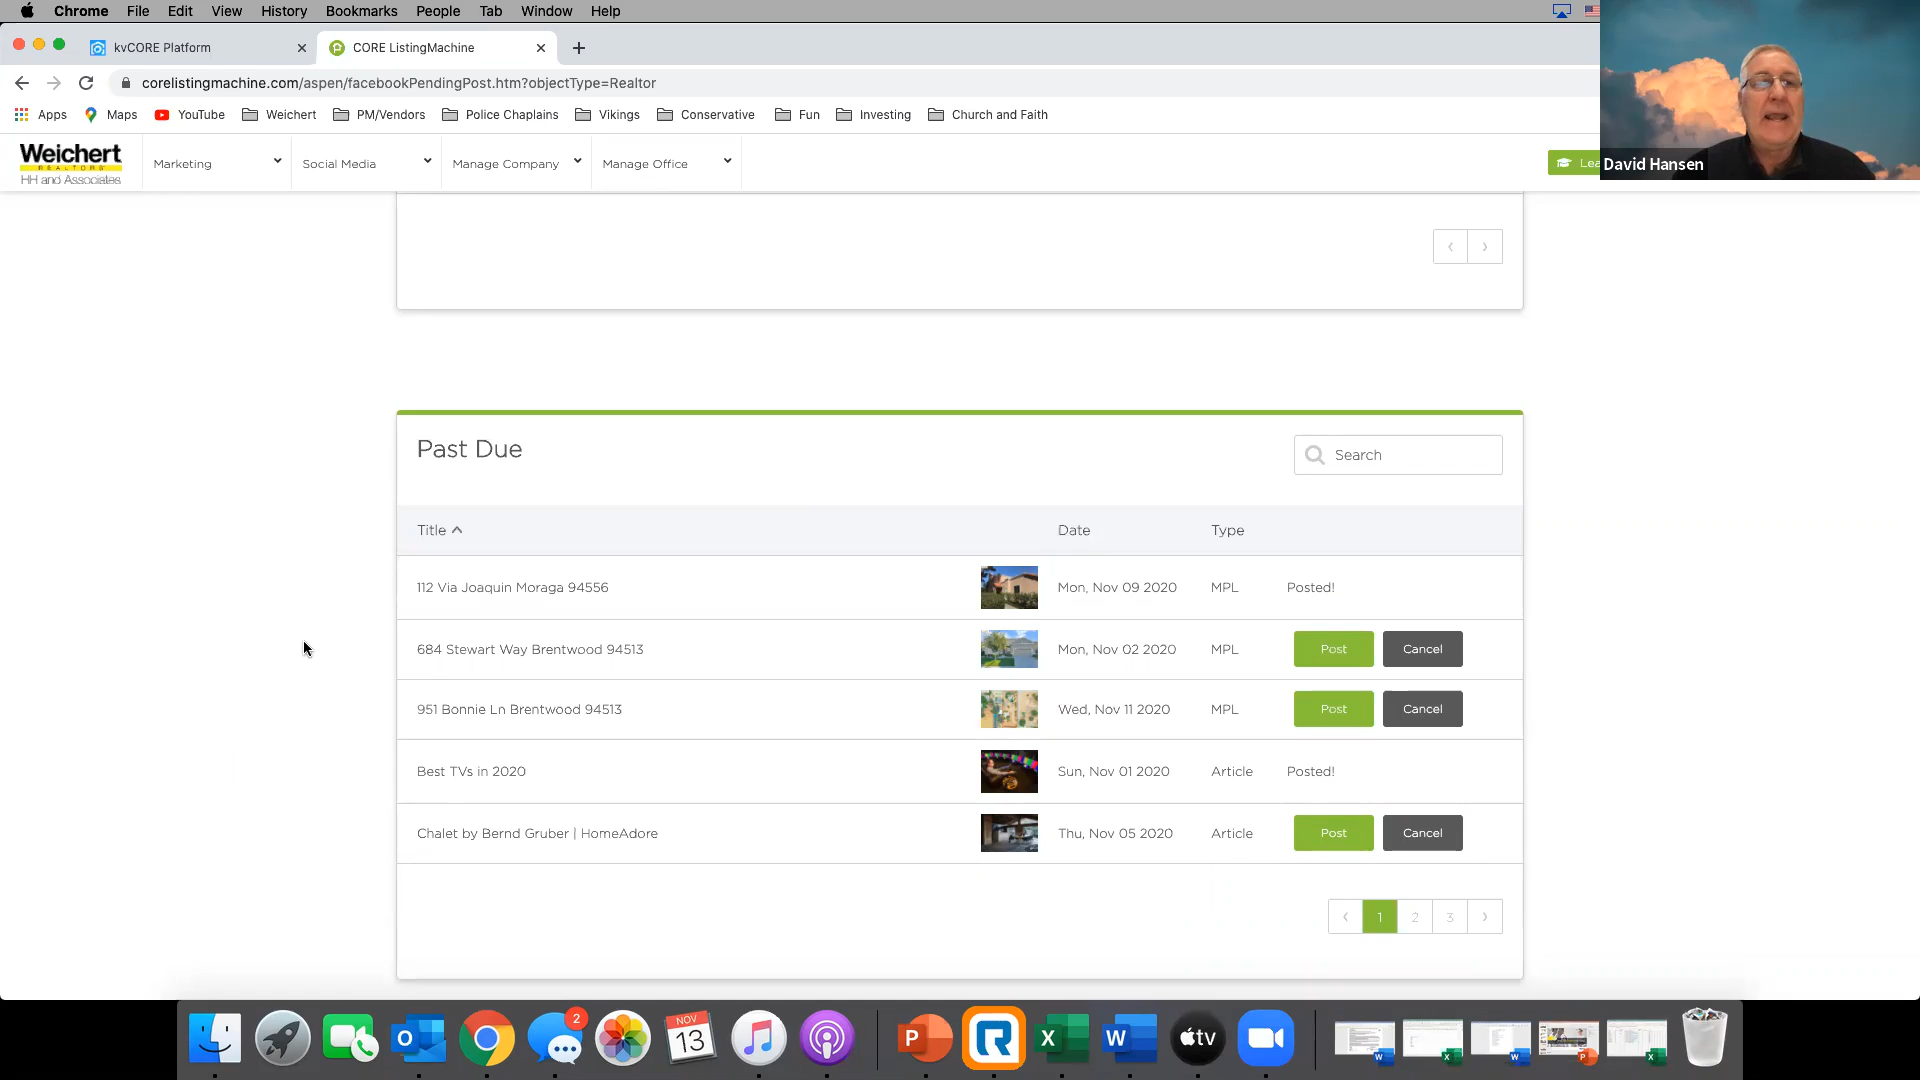 Chrome File Edit View History Bookmarks People Tab Window Help
kvCORE Platform
CORE ListingMachine
corelistingmachine.com/aspen/facebookPendingPost.htm?objectType=Realtor
Apps Maps YouTube Weichert PM/Vendors Police Chaplains Vikings Conservative Fun Investing Church and Faith
Weichert
REALTORS
HH and Associates
Marketing Social Media Manage Company Manage Office
Lea
David Hansen
Past Due
Search
Title Date Type
112 Via Joaquin Moraga 94556 Mon, Nov 09 2020 MPL Posted!
684 Stewart Way Brentwood 94513 Mon, Nov 02 2020 MPL Post Cancel
951 Bonnie Ln Brentwood 94513 Wed, Nov 11 2020 MPL Post Cancel
Best TVs in 2020 Sun, Nov 01 2020 Article Posted!
Chalet by Bernd Gruber | HomeAdore Thu, Nov 05 2020 Article Post Cancel
1 2 3
2
NOV
13
tv